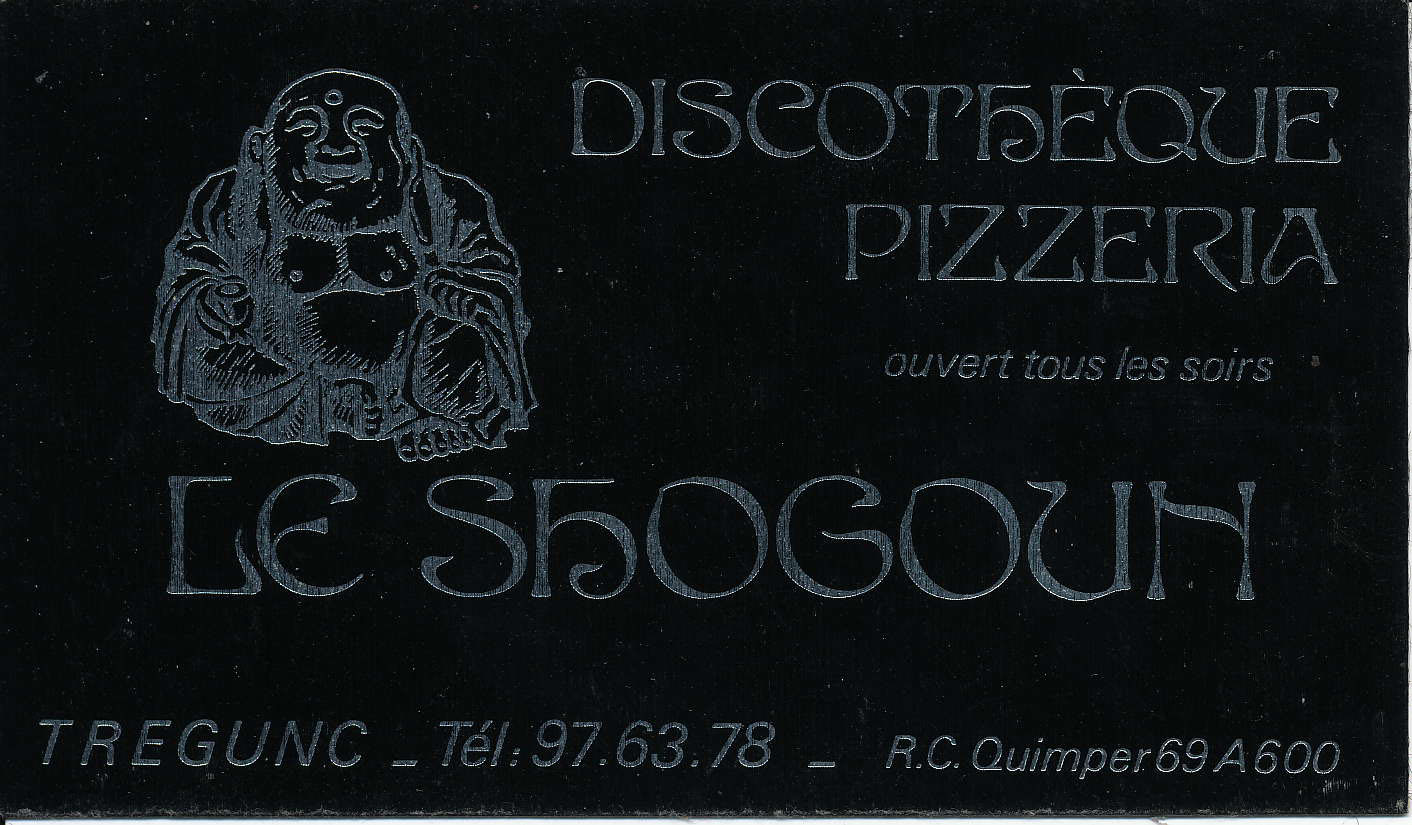 DISCOTHÈQUE
PIZZERIA
ouvert tous les soirs
LE SHOGOUN
TREGUNC _ Tél: 97.63.78 _ R.C. Quimper 69 A 600